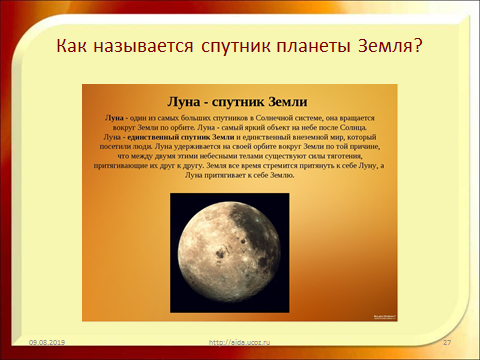 Как называется спутник планеты Земля?
Луна - спутник Земли
Луна - один из самых больших спутников в Солнечной системе, она вращается
вокруг Земли по орбите. Луна - самый яркий объект на небе после Солнца.
Луна - единственный спутник Земли и единственный внеземной мир, который
посетили люди. Луна удерживается на своей орбите вокруг Земли по той причине,
что между двумя этими небесными телами существуют силы тяготения,
притягивающие их друг к другу. Земля все время стремится притянуть к себе Луну, а
Луна притягивает к себе Землю.
09.08.2019
http://aida.ucoz.ru
27